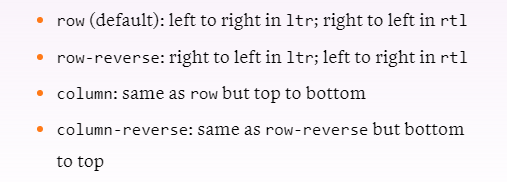 row (default): left to right in ltr; right to left in rtl
row-reverse: right to left in ltr; left to right in rtl
column: same as row but top to bottom
column-reverse: same as row-reverse but bottom
to top